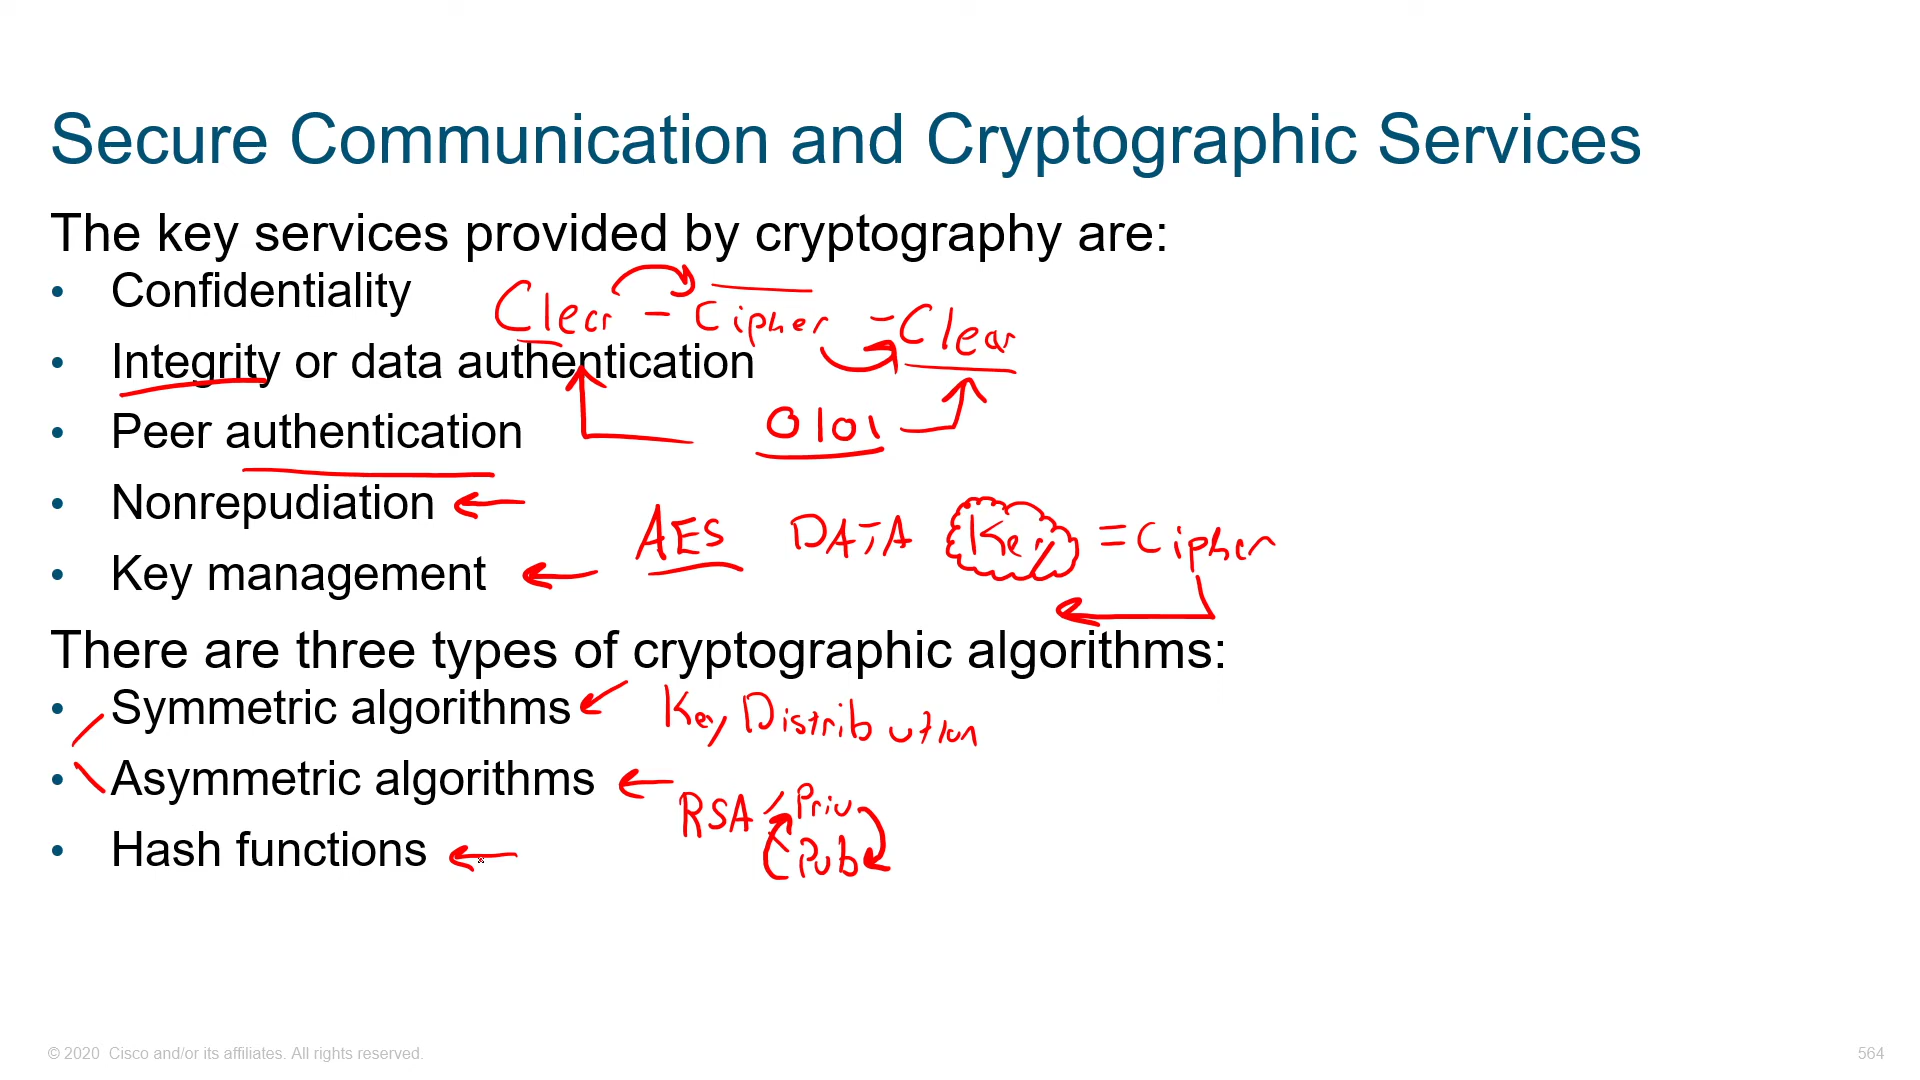 Secure Communication and Cryptographic Services
The key services provided by cryptography are:
• Confidentiality
Clear - Cipher = Clear
• Integrity or data authentication
• Peer authentication
0101
• Nonrepudiation
• Key management
AES DATA Key = Cipher
There are three types of cryptographic algorithms:
• Symmetric algorithms
Key Distribution
• Asymmetric algorithms
RSA Priv
Pub
• Hash functions
© 2020 Cisco and/or its affiliates. All rights reserved.
564